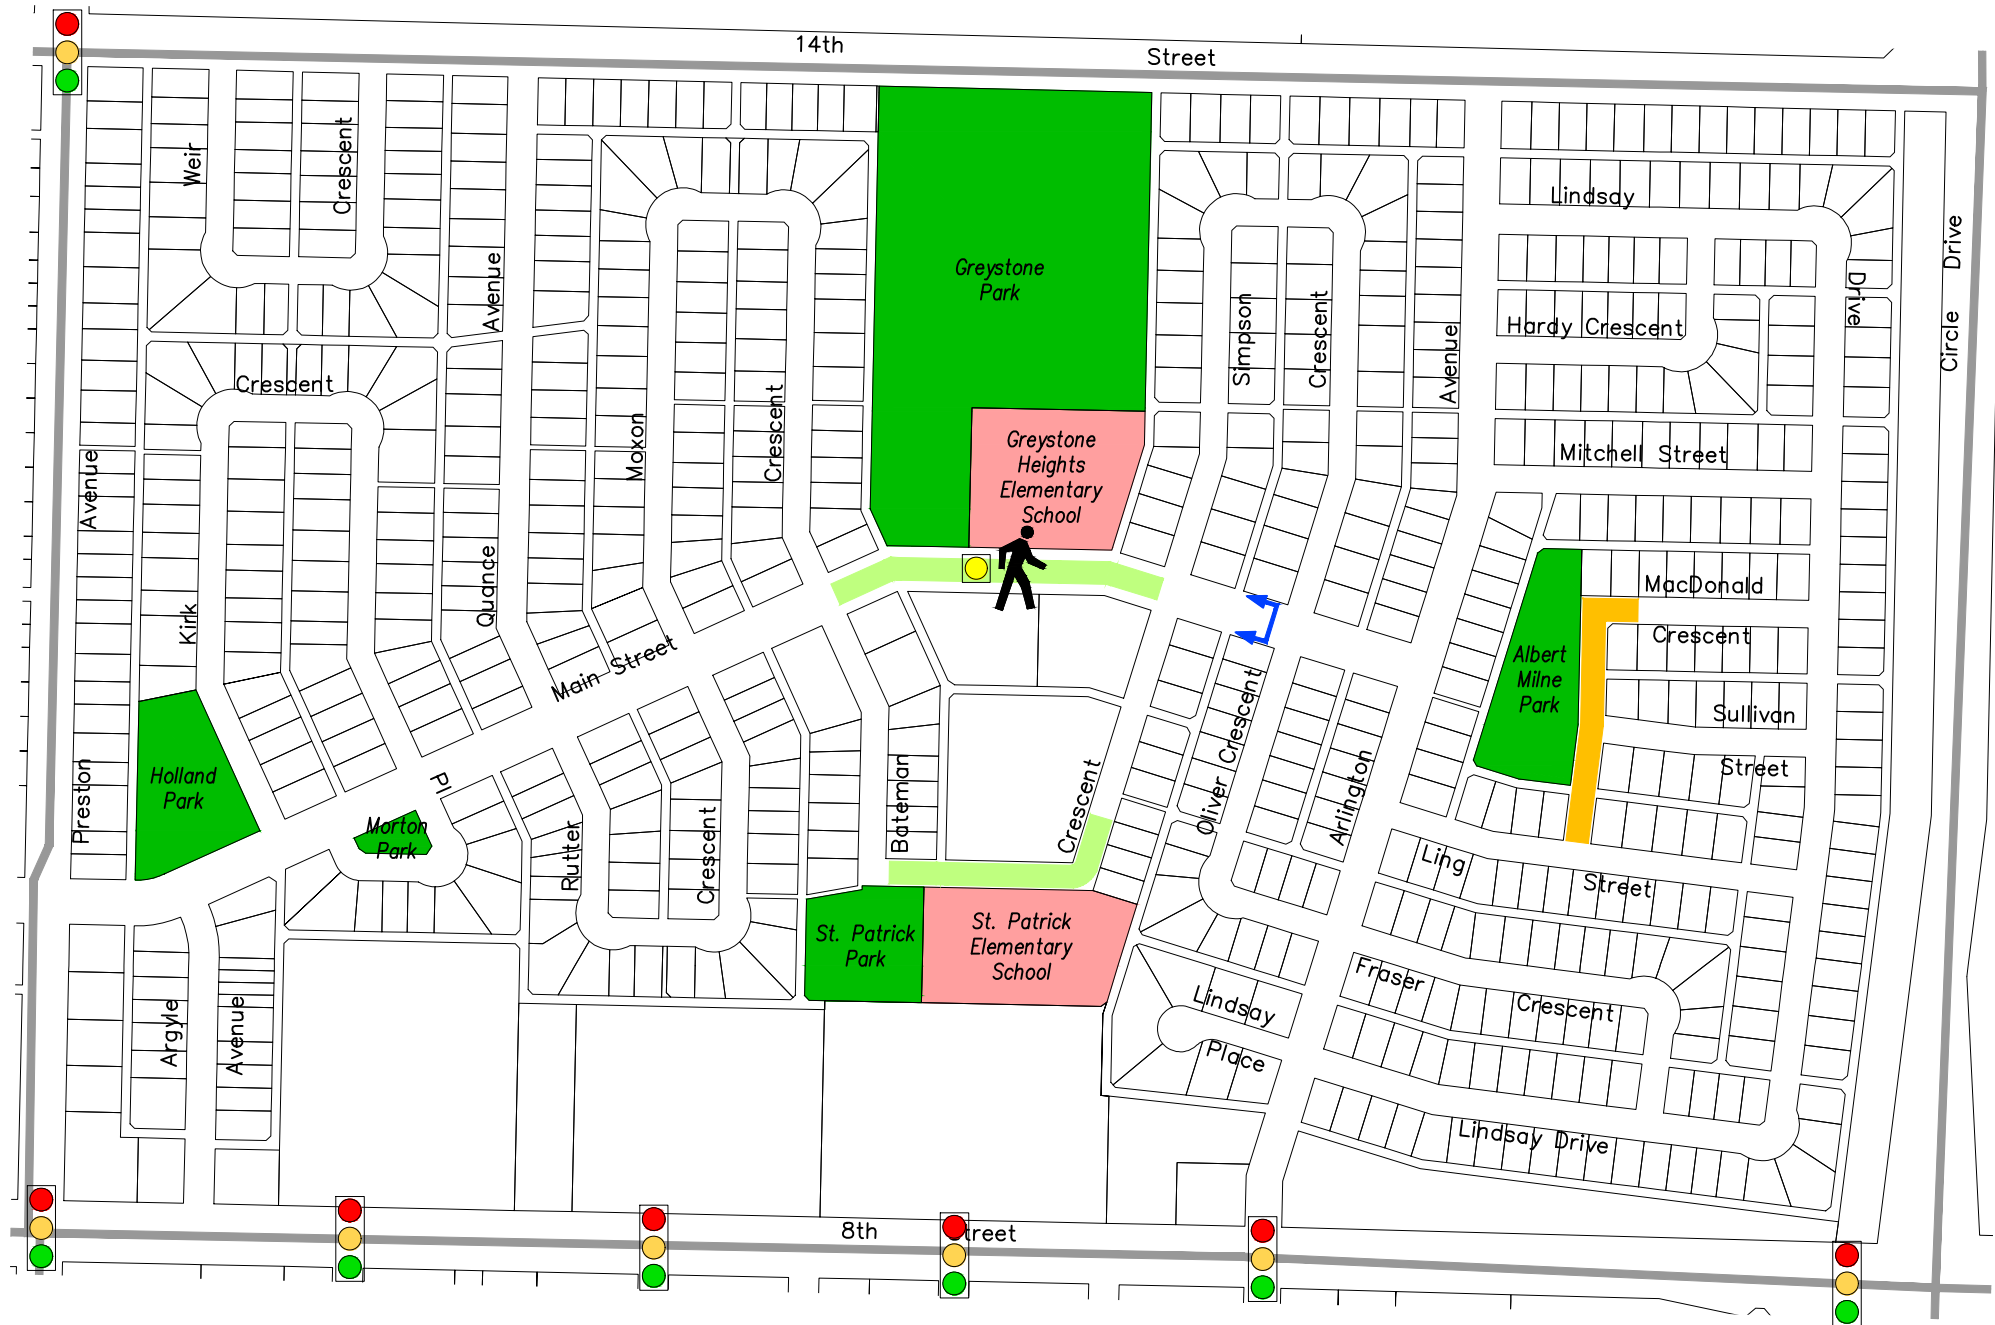 14th
Street
Weir
Crescent
Avenue
Crescent
Avenue
Kirk
Quance
Moxon
Crescent
Greystone
Park
Greystone
Heights
Elementary
School
Simpson
Crescent
Avenue
Lindsay
Drive
Hardy Crescent
Mitchell Street
Circle Drive
MacDonald
Crescent
Albert
Milne
Park
Sullivan
Street
Main Street
Holland
Park
Preston
Pl
Morton
Park
Rutter
Crescent
Bateman
Crescent
Oliver Crescent
Arlington
Ling
Street
St. Patrick
Park
St. Patrick
Elementary
School
Argyle
Avenue
Lindsay
Place
Fraser
Crescent
Lindsay Drive
8th
Street